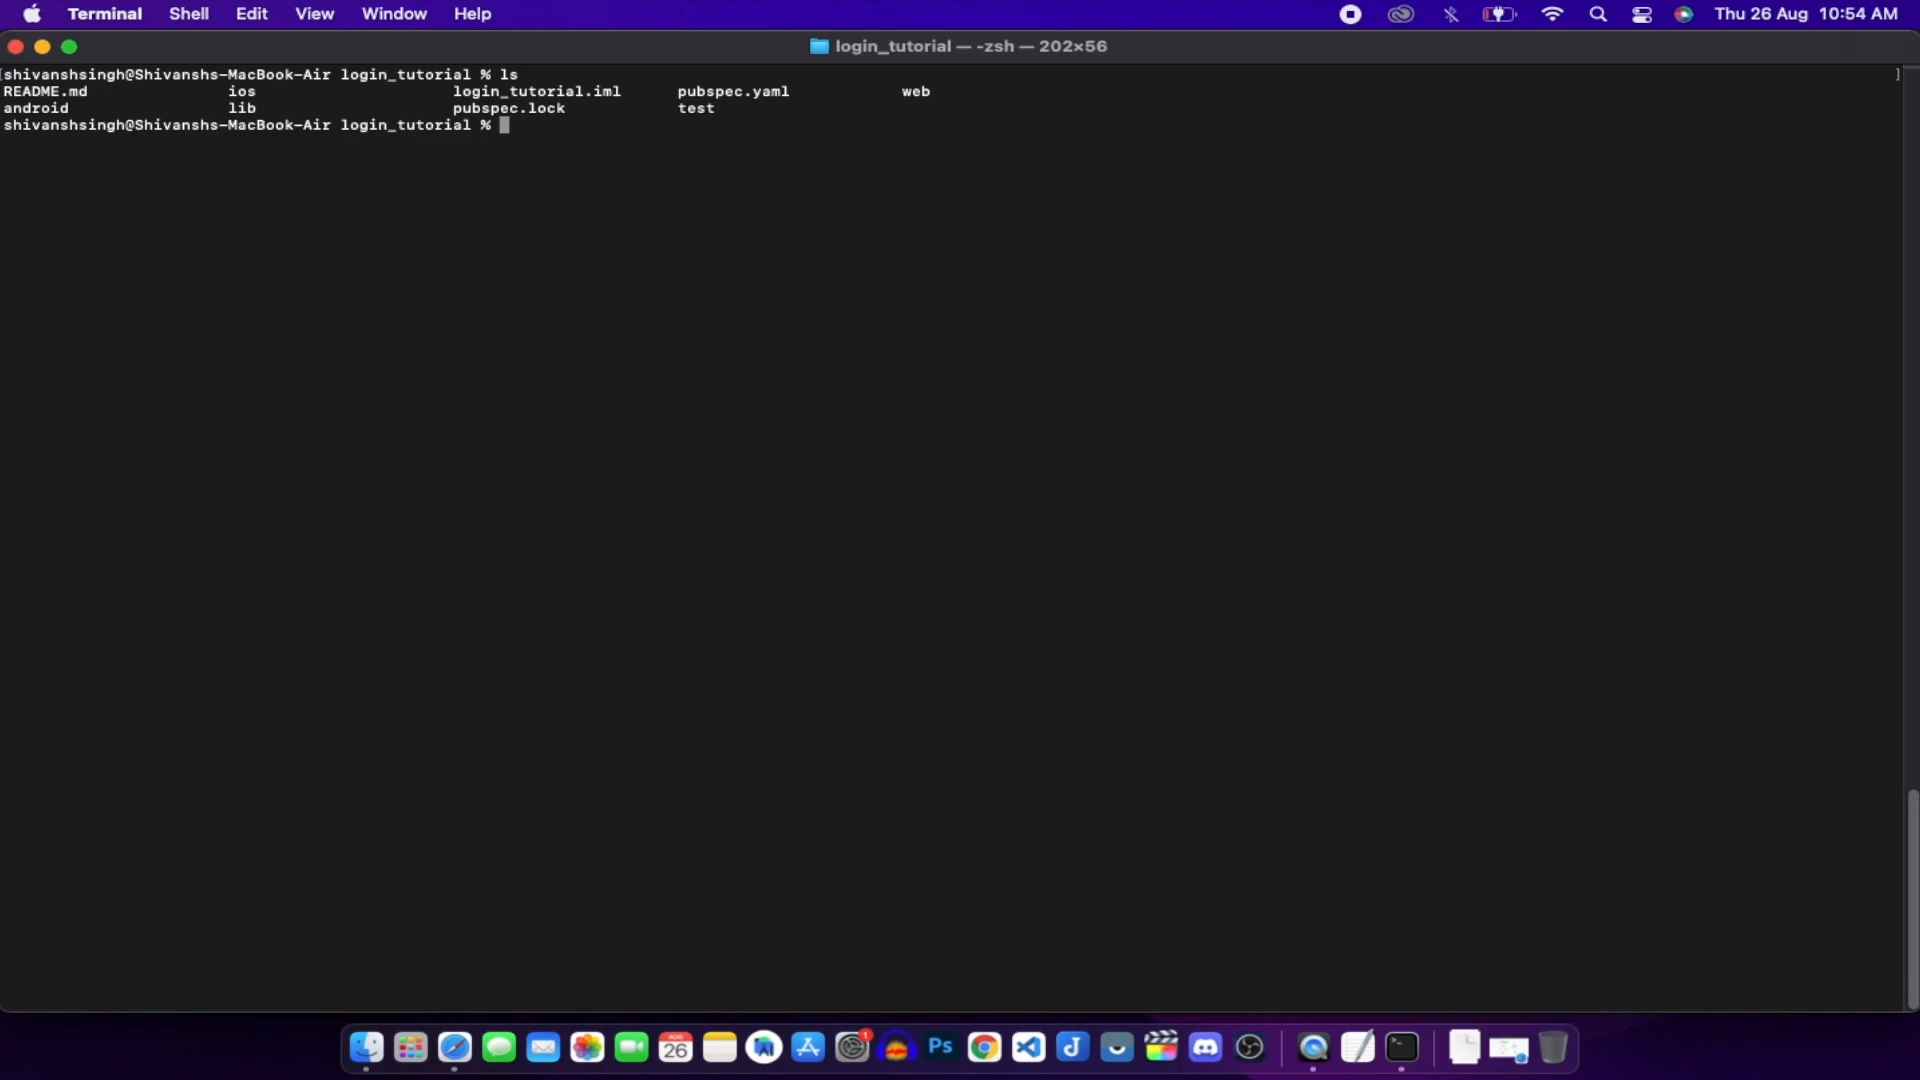 Terminal Shell Edit View Window Help Thu 26 Aug 10:54 AM
login_tutorial — -zsh — 202×56
[shivanshsingh@Shivanshs-MacBook-Air login_tutorial % ls ]
README.md ios login_tutorial.iml pubspec.yaml web
android lib pubspec.lock test
shivanshsingh@Shivanshs-MacBook-Air login_tutorial %
AUG
26
1
Ps
J